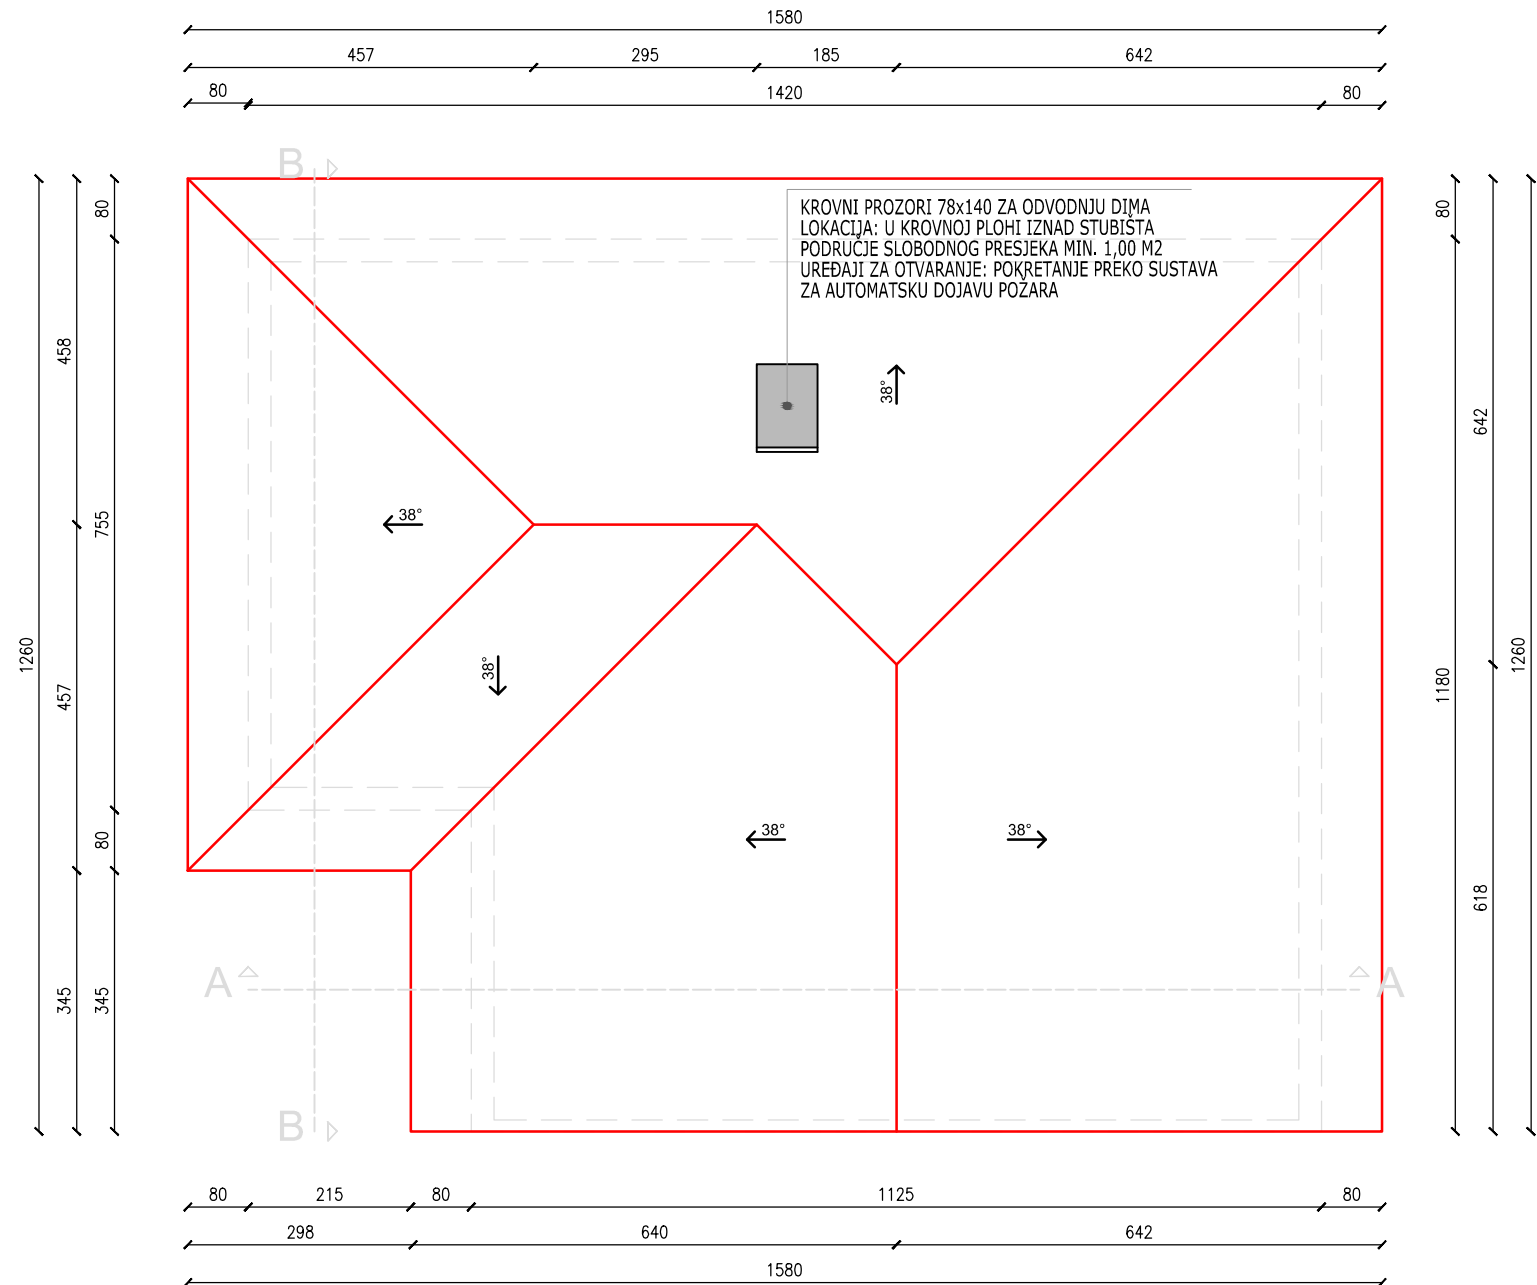 1580
457 295 185 642
80 1420 80
B
KROVNI PROZORI 78x140 ZA ODVODNJU DIMA
LOKACIJA: U KROVNOJ PLOHI IZNAD STUBIŠTA
PODRUČJE SLOBODNOG PRESJEKA MIN. 1,00 M2
UREĐAJI ZA OTVARANJE: POKRETANJE PREKO SUSTAVA
ZA AUTOMATSKU DOJAVU POŽARA
80
80
458
38°
642
38°
755
1260
457
38°
1180
1260
80
38°
38°
618
A
A
345
345
B
80 215 80 1125 80
298 640 642
1580